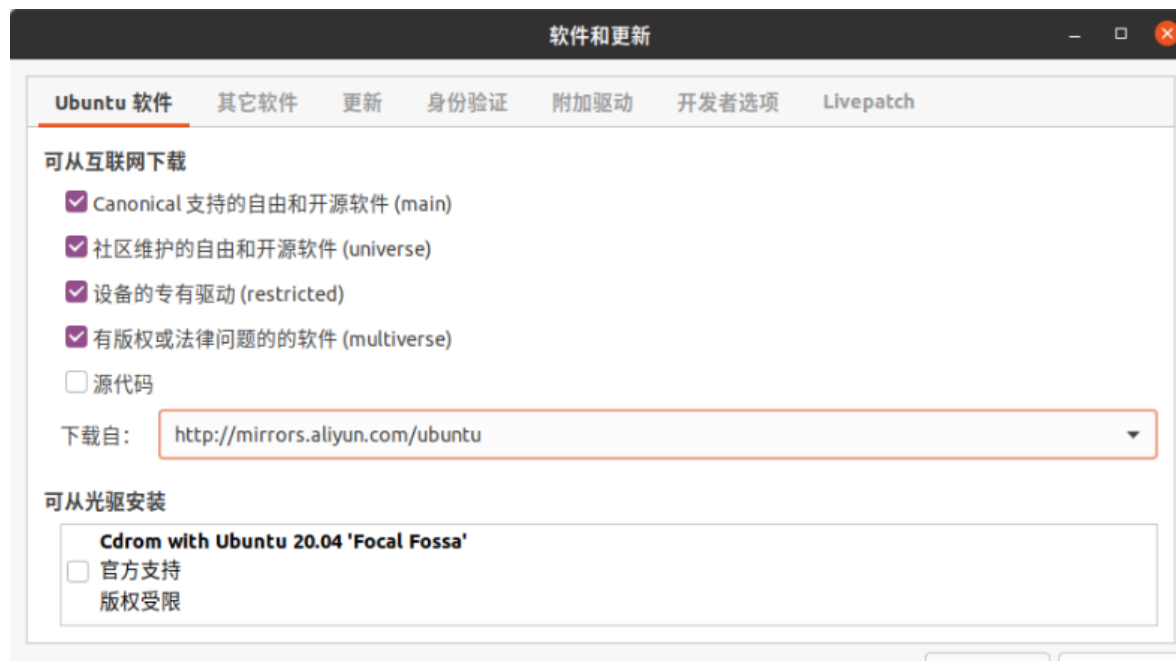 软件和更新
Ubuntu 软件 其它软件 更新 身份验证 附加驱动 开发者选项 Livepatch
可从互联网下载
Canonical 支持的自由和开源软件 (main)
社区维护的自由和开源软件 (universe)
设备的专有驱动 (restricted)
有版权或法律问题的的软件 (multiverse)
源代码
下载自： http://mirrors.aliyun.com/ubuntu
可从光驱安装
Cdrom with Ubuntu 20.04 'Focal Fossa'
官方支持
版权受限